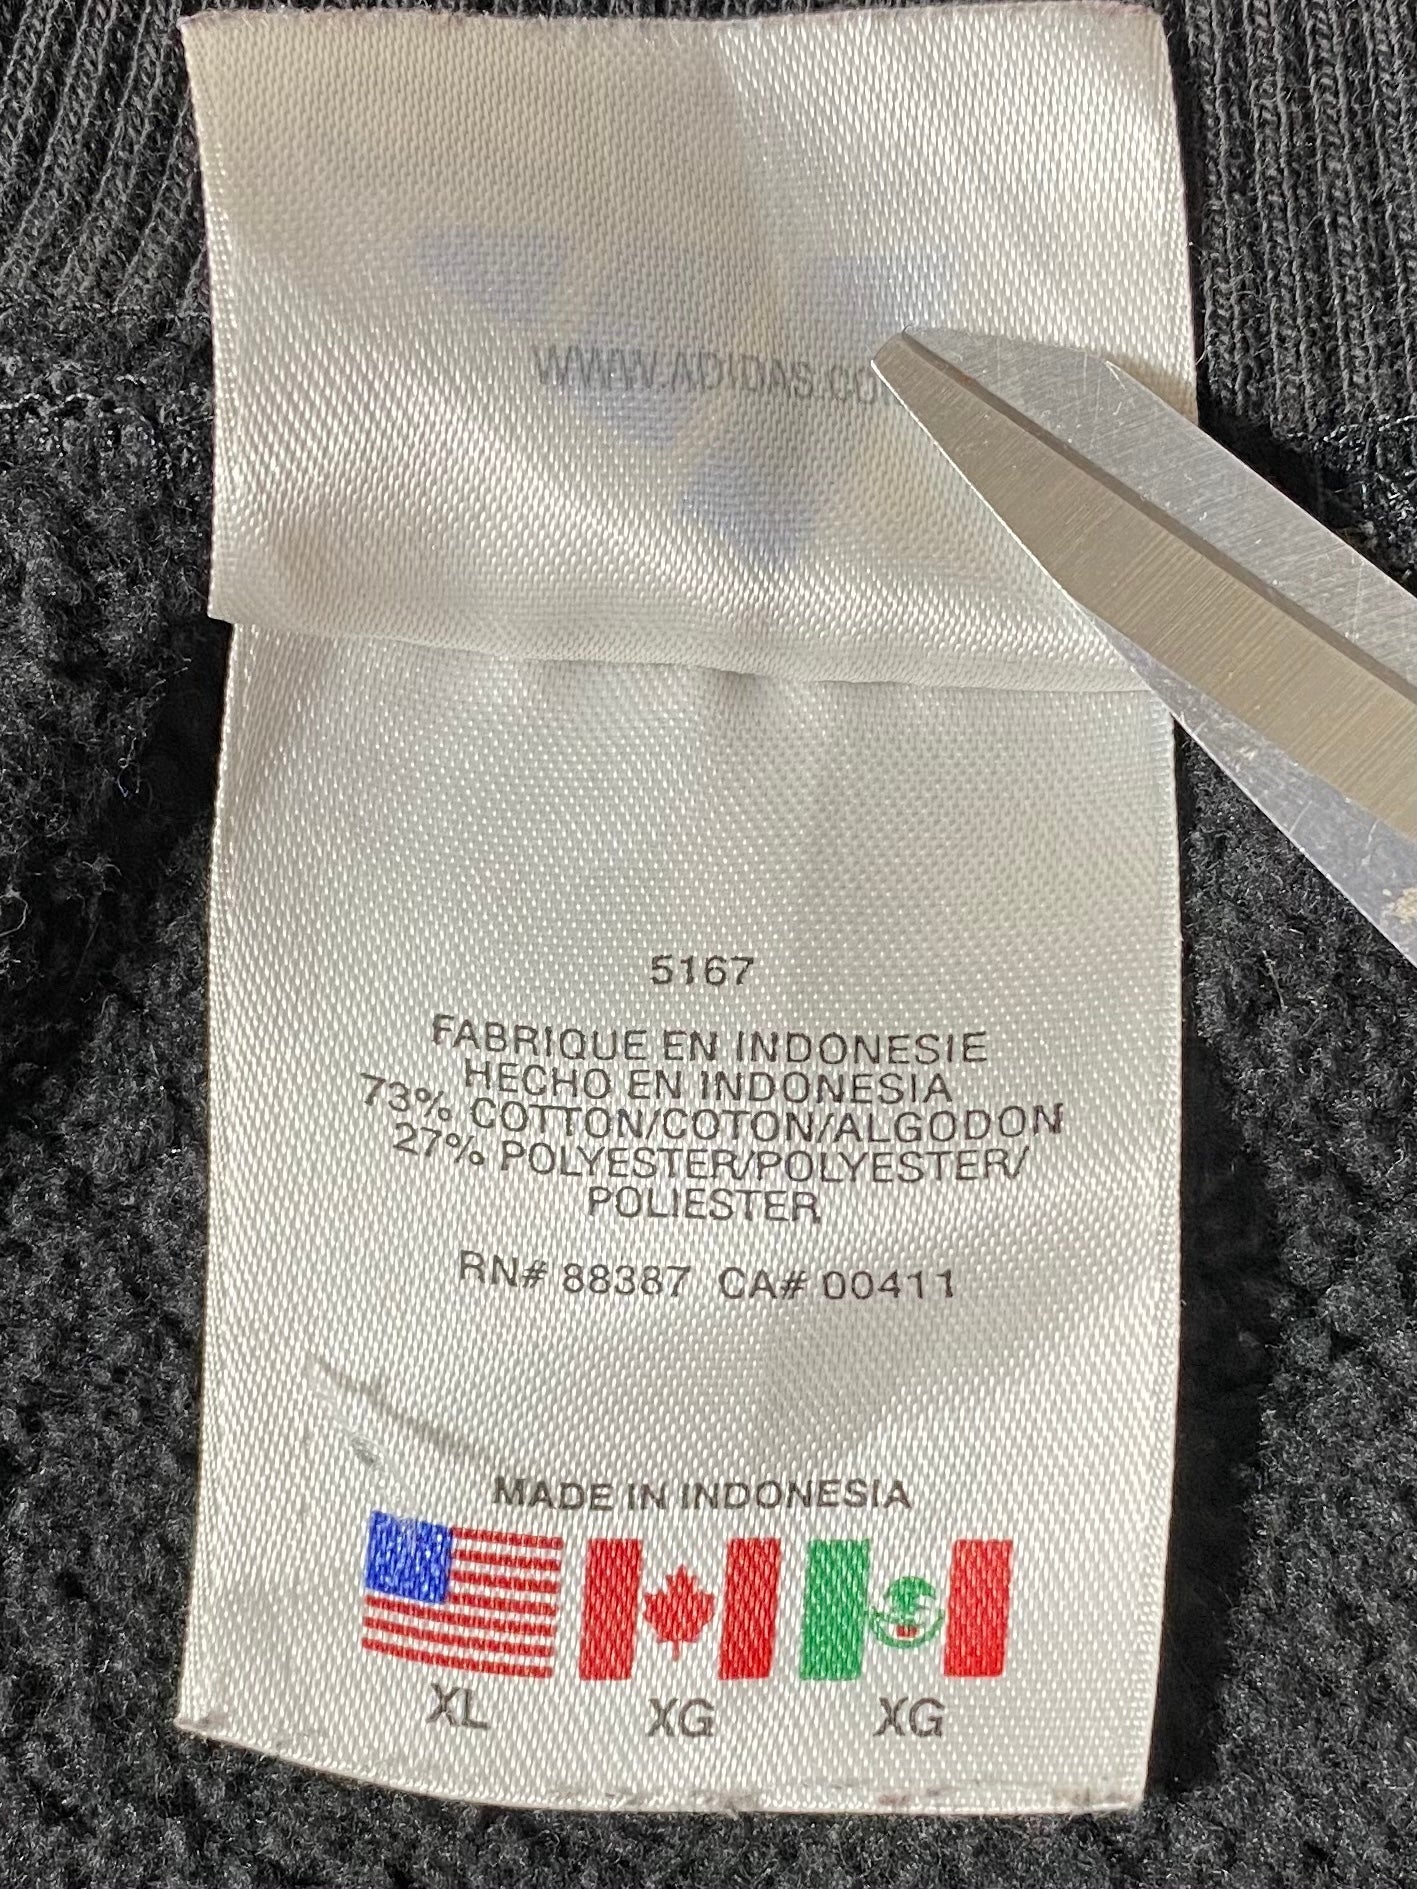 WWW.ADIDAS.CO
5167
FABRIQUE EN INDONESIE
HECHO EN INDONESIA
73% COTTON/COTON/ALGODON
27% POLYESTER/POLYESTER/
POLIESTER
RN# 88387 CA# 00411
MADE IN INDONESIA
XL XG XG